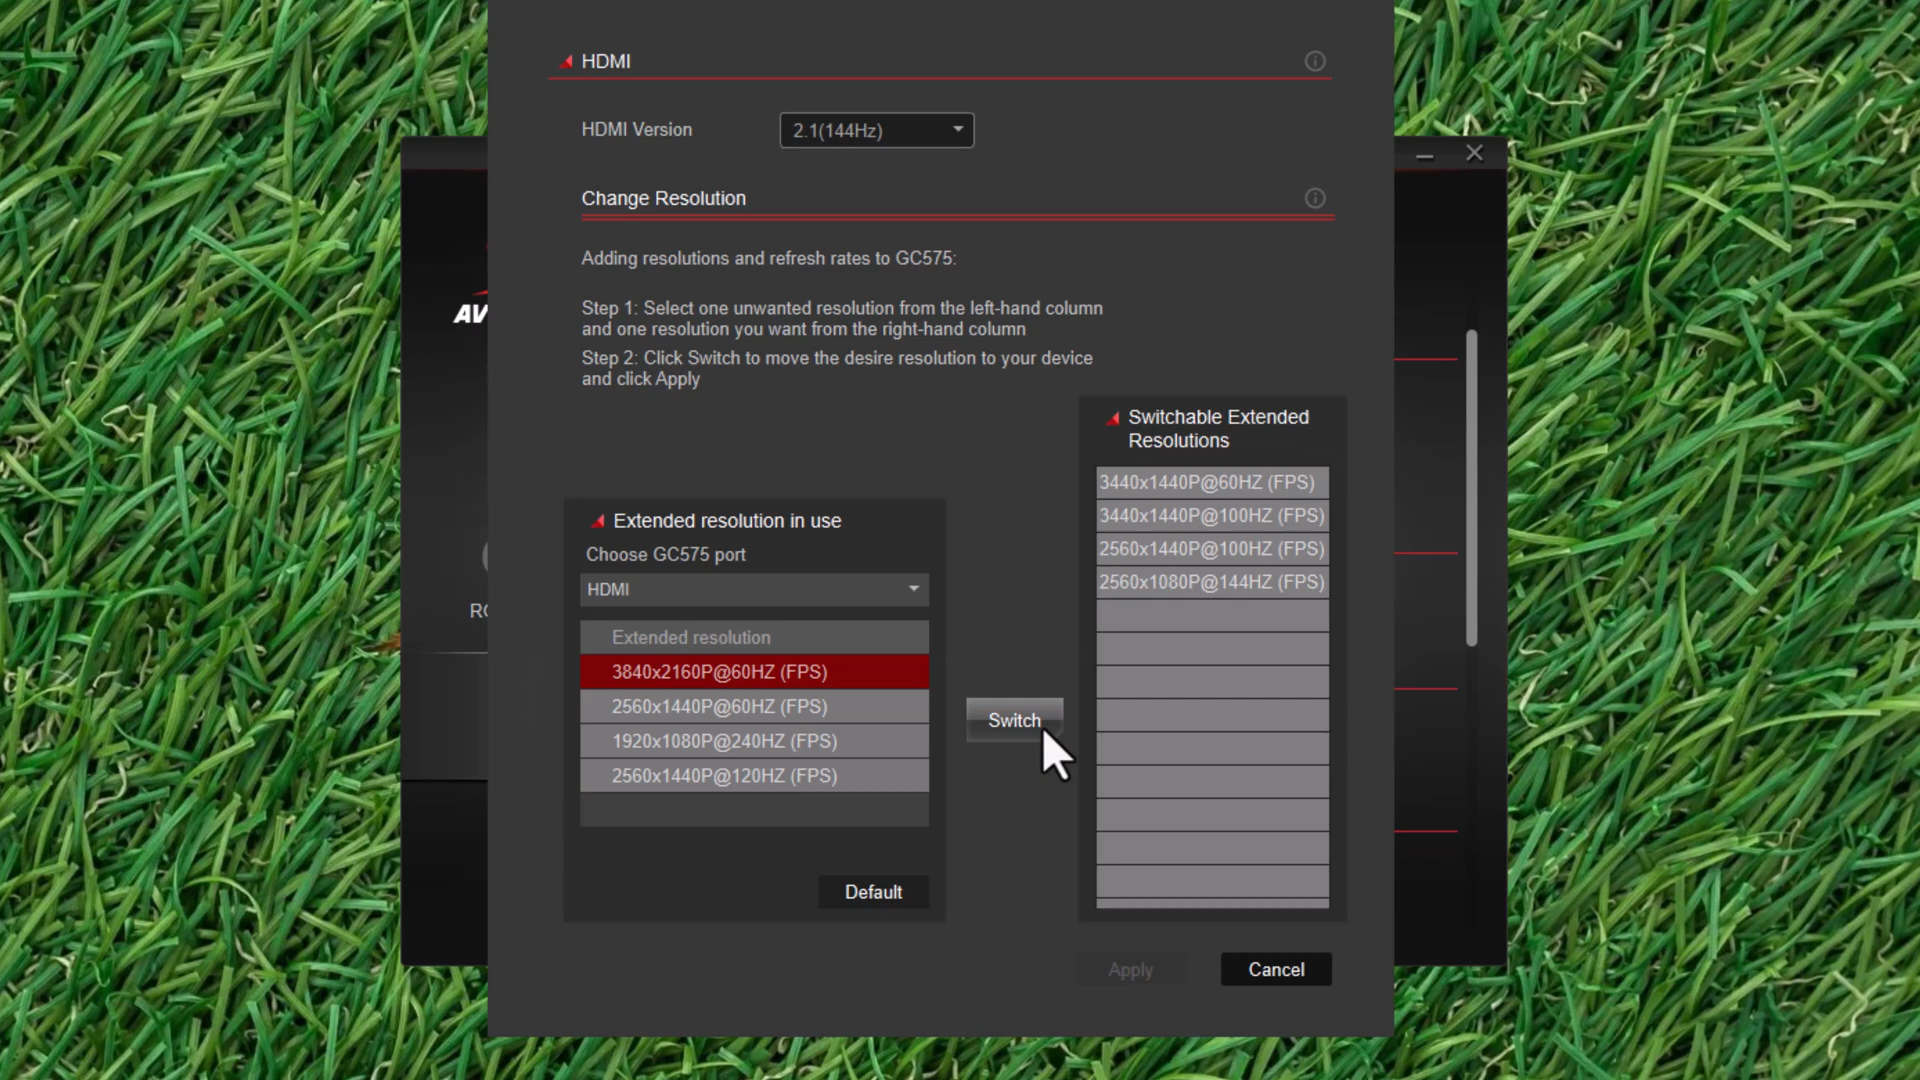 HDMI
HDMI Version
2.1(144Hz)
Change Resolution
Adding resolutions and refresh rates to GC575:
Step 1: Select one unwanted resolution from the left-hand column
and one resolution you want from the right-hand column
Step 2: Click Switch to move the desire resolution to your device
and click Apply
AV
RO
Extended resolution in use
Choose GC575 port
HDMI
Extended resolution
3840x2160P@60HZ (FPS)
2560x1440P@60HZ (FPS)
1920x1080P@240HZ (FPS)
2560x1440P@120HZ (FPS)
Default
Switch
Switchable Extended
Resolutions
3440x1440P@60HZ (FPS)
3440x1440P@100HZ (FPS)
2560x1440P@100HZ (FPS)
2560x1080P@144HZ (FPS)
Apply
Cancel